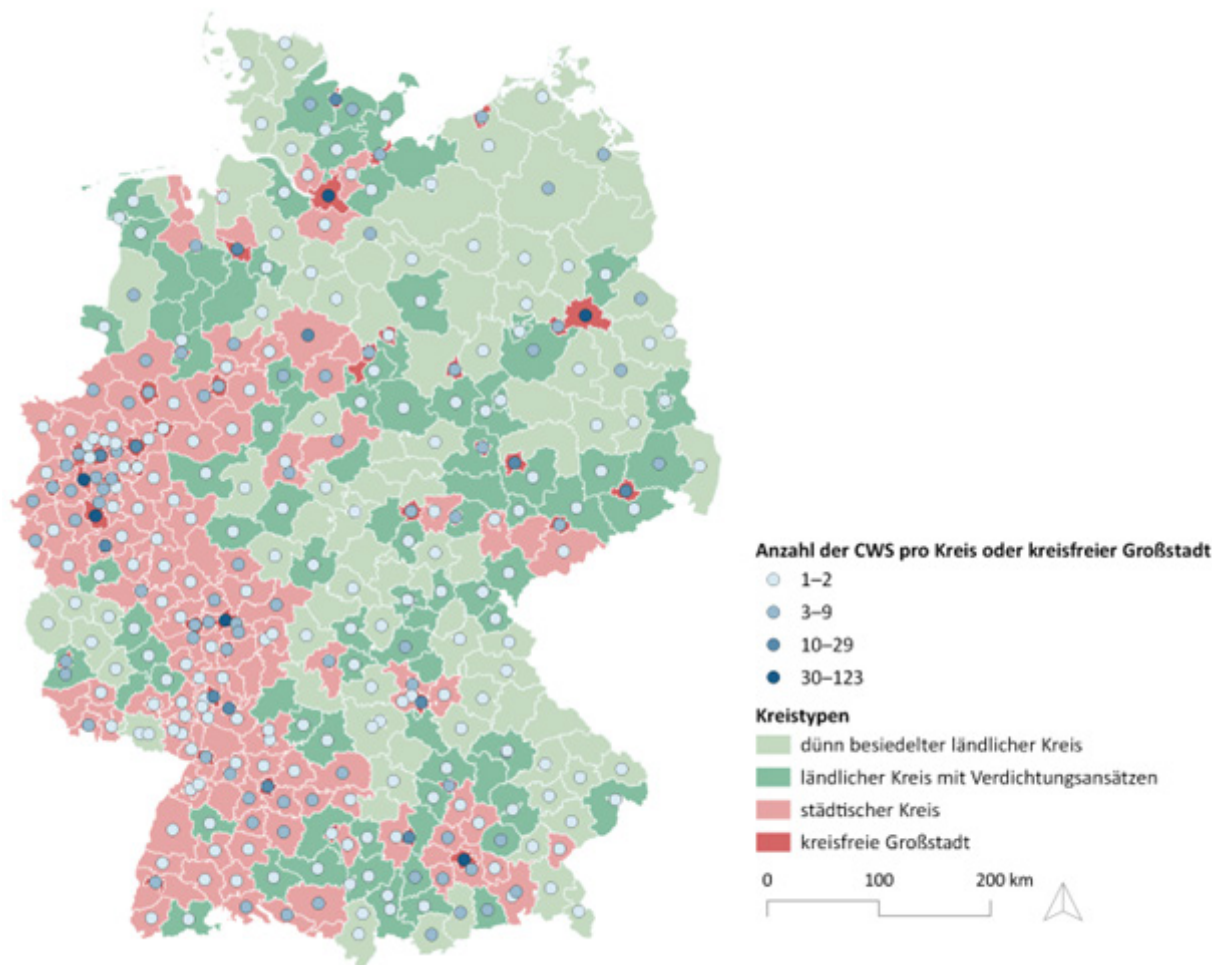 Anzahl der CWS pro Kreis oder kreisfreier Großstadt
1–2
3–9
10–29
30–123
Kreistypen
dünn besiedelter ländlicher Kreis
ländlicher Kreis mit Verdichtungsansätzen
städtischer Kreis
kreisfreie Großstadt
0 100 200 km